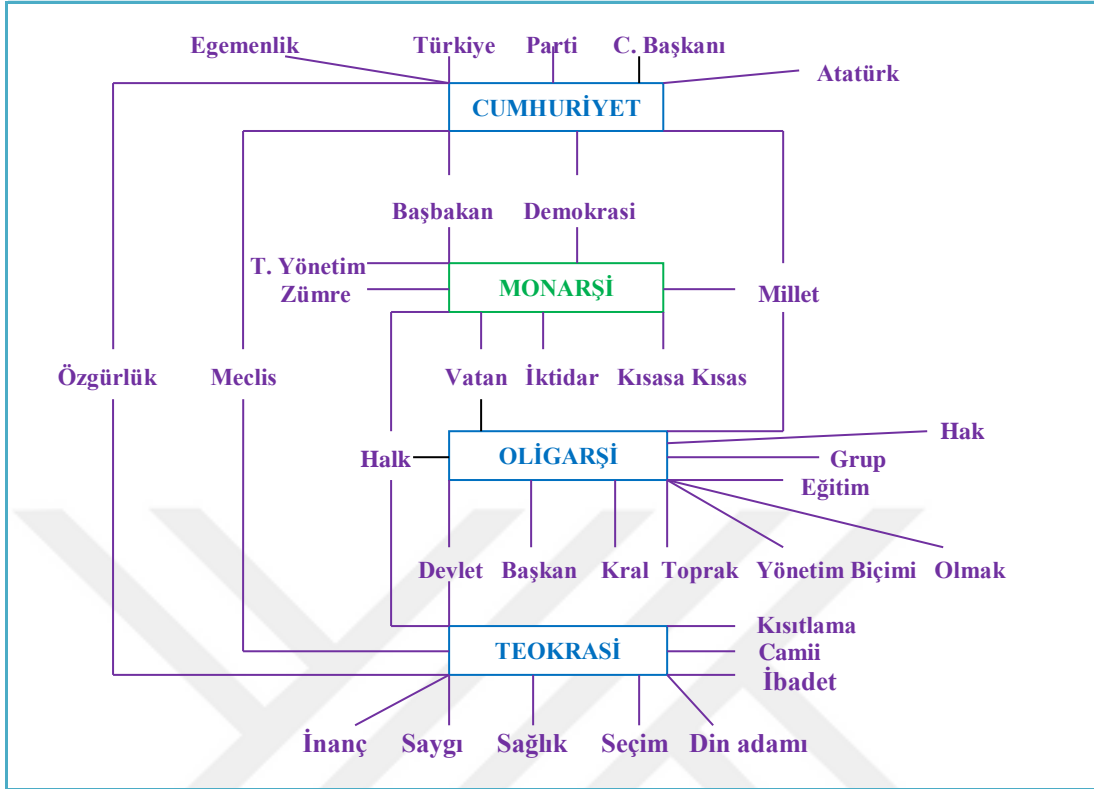 Egemenlik Türkiye Parti C. Başkanı
Atatürk
CUMHURİYET
Başbakan Demokrasi
T. Yönetim
Zümre MONARŞİ Millet
Özgürlük Meclis Vatan İktidar Kısasa Kısas
Hak
Halk OLİGARŞİ Grup
Eğitim
Devlet Başkan Kral Toprak Yönetim Biçimi Olmak
Kısıtlama
TEOKRASİ Camii
İbadet
İnanç Saygı Sağlık Seçim Din adamı